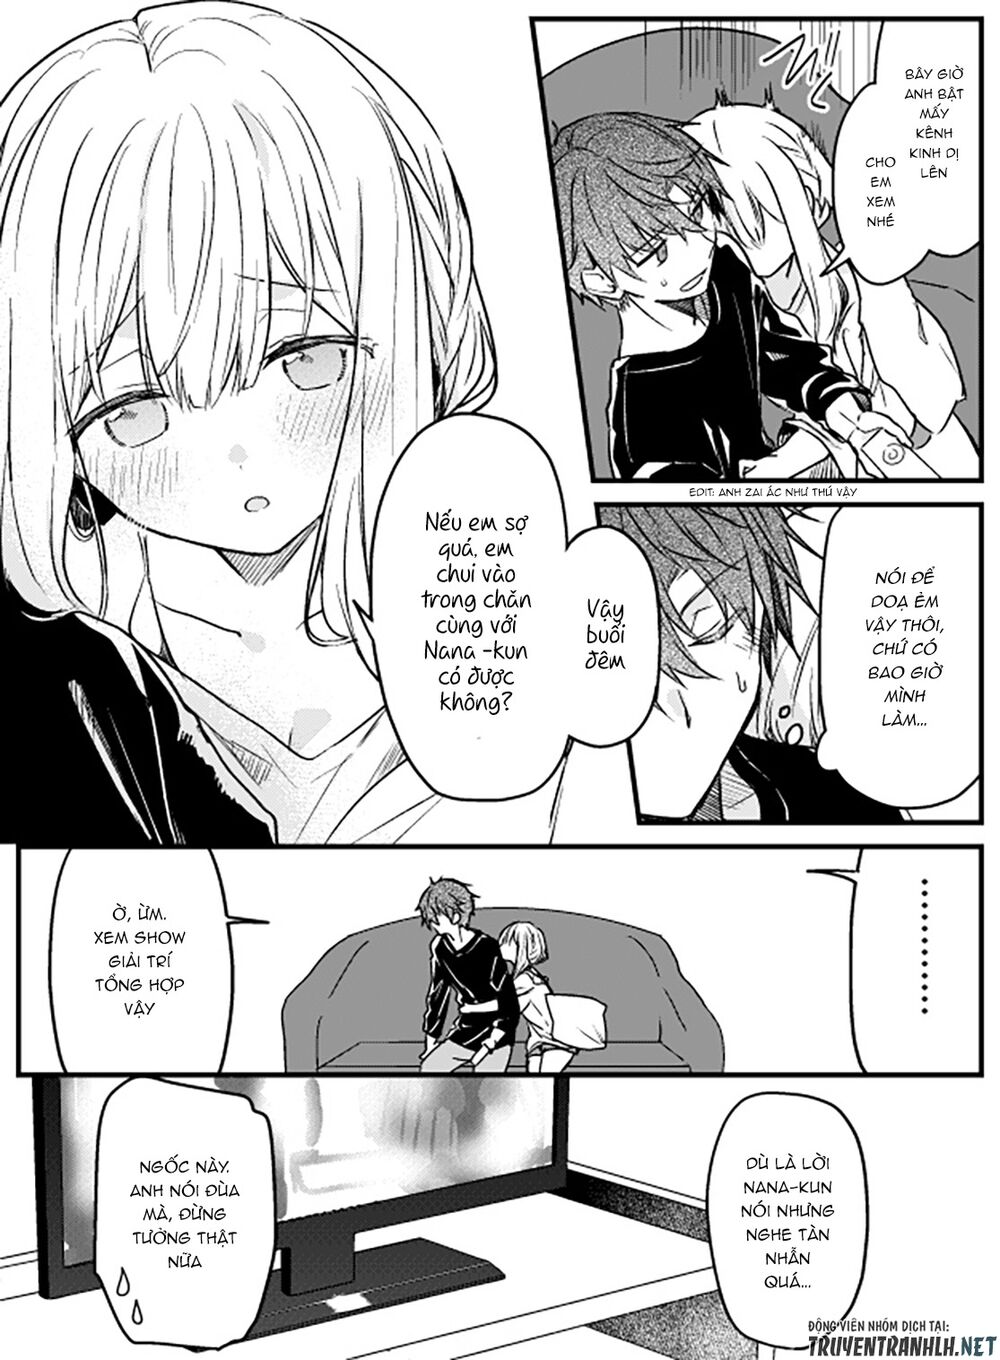 BÂY GIỜ
ANH BẬT
MẤY
KÊNH
KINH DỊ
LÊN
CHO
EM
XEM
NHÉ
EDIT: ANH ZAI ÁC NHƯ THÚ VẬY
NÓI ĐỂ
DOẠ ẺM
VẬY THÔI,
CHỨ CÓ
BAO GIỜ
MÌNH
LÀM...
Vậy
buổi
đêm
Nếu em sợ
quá, em
chui vào
trong chăn
cùng với
Nana -kun
có được
không?
..........
Ờ, ỪM.
XEM SHOW
GIẢI TRÍ
TỔNG HỢP
VẬY
DÙ LÀ LỜI
NANA-KUN
NÓI NHƯNG
NGHE TÀN
NHẪN
QUÁ...
NGỐC NÀY.
ANH NÓI ĐÙA
MÀ, ĐỪNG
TƯỞNG THẬT
NỮA
ĐỘNG VIÊN NHÓM DỊCH TẠI:
TRUYENTRANHLH.NET